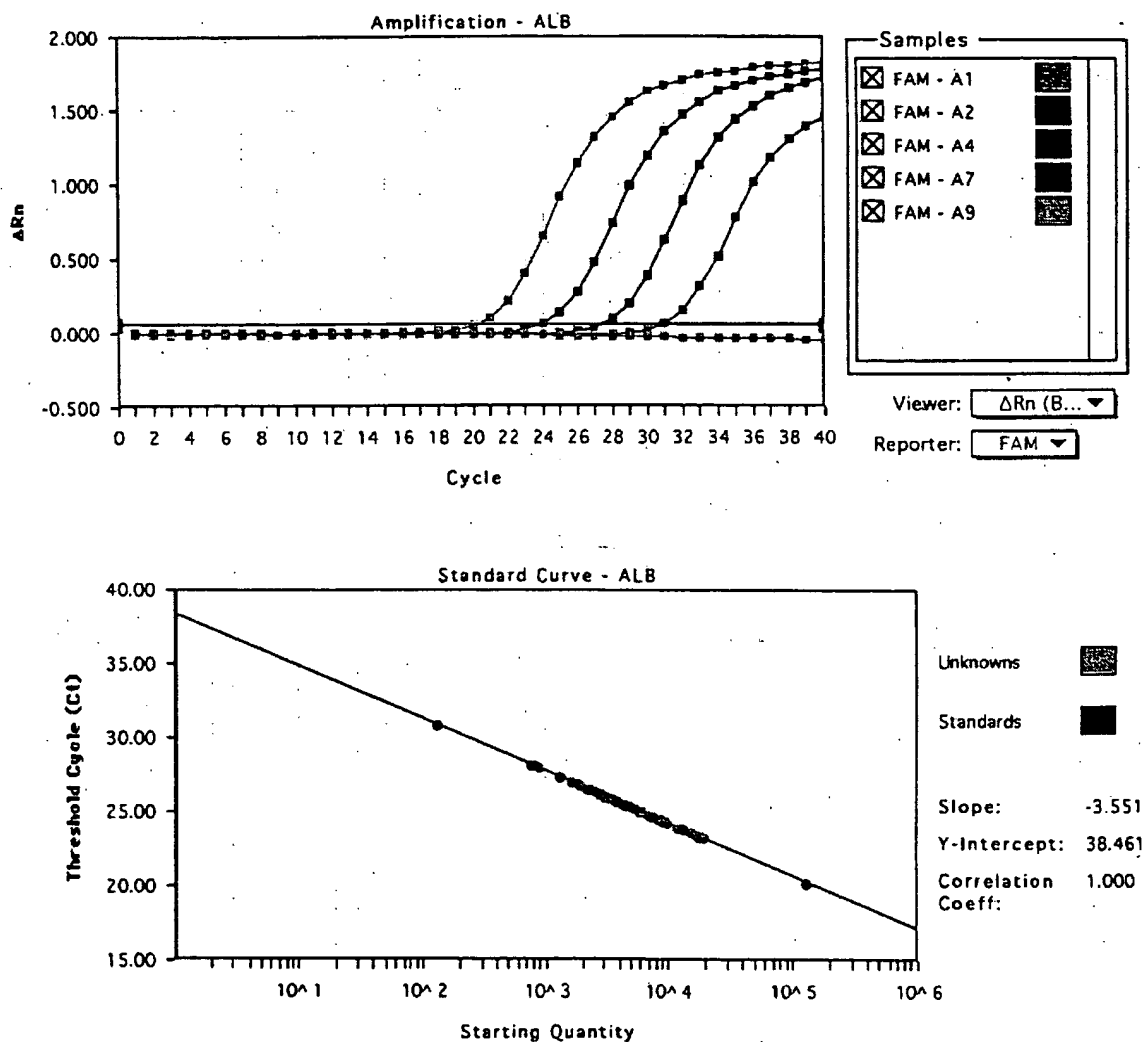 Amplification - ALB
2.000
1.500
1.000
0.500
0.000
-0.500
ΔRn
0 2 4 6 8 10 12 14 16 18 20 22 24 26 28 30 32 34 36 38 40
Cycle
Samples
FAM - A1
FAM - A2
FAM - A4
FAM - A7
FAM - A9
Viewer: ΔRn (B... ▼
Reporter: FAM ▼
Standard Curve - ALB
40.00
35.00
30.00
25.00
20.00
15.00
Threshold Cycle (Ct)
10^1 10^2 10^3 10^4 10^5 10^6
Starting Quantity
Unknowns
Standards
Slope: -3.551
Y-Intercept: 38.461
Correlation 1.000
Coeff: